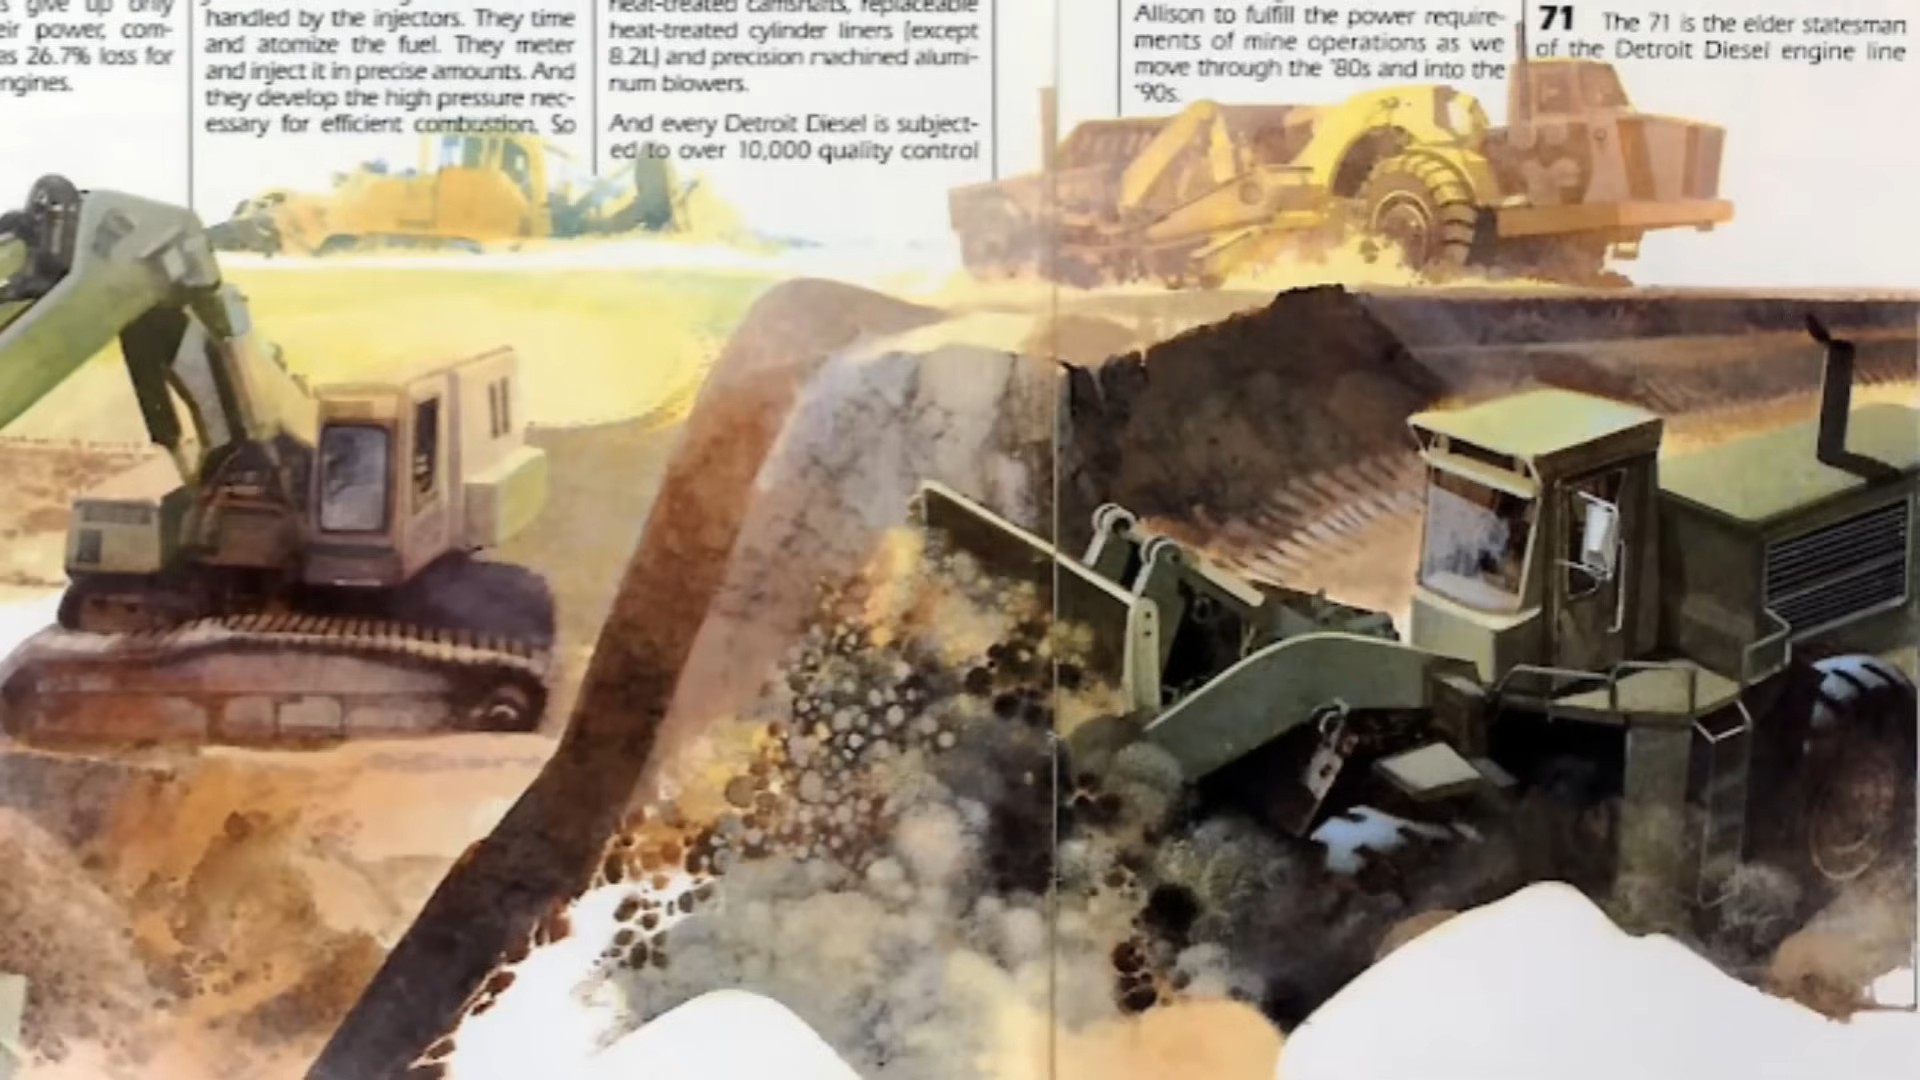 give up only
power, com-
26.7% loss for
handled by the injectors. They time
and atomize the fuel. They meter
and inject it in precise amounts. And
they develop the high pressure nec-
essary for efficient combustion. So
heat-treated camshafts, replaceable
heat-treated cylinder liners (except
8.2L) and precision machined alumi-
num blowers.
And every Detroit Diesel is subject-
ed to over 10,000 quality control
Allison to fulfill the power require-
ments of mine operations as we
move through the '80s and into the
'90s.
71 The 71 is the elder statesman
of the Detroit Diesel engine line